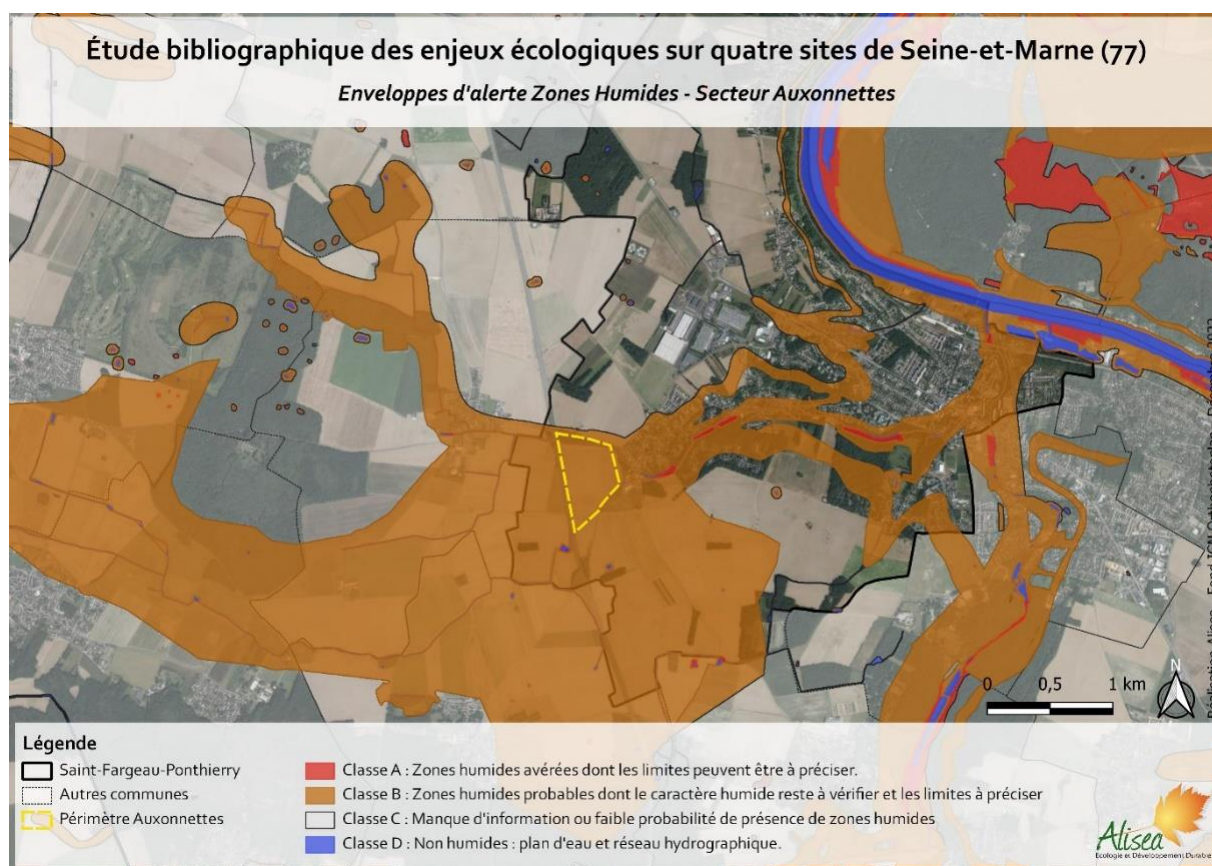 Étude bibliographique des enjeux écologiques sur quatre sites de Seine-et-Marne (77)
Enveloppes d'alerte Zones Humides - Secteur Auxonnettes
N
0 0,5 1 km
Légende
Saint-Fargeau-Ponthierry
Autres communes
Périmètre Auxonnettes
Classe A : Zones humides avérées dont les limites peuvent être à préciser.
Classe B : Zones humides probables dont le caractère humide reste à vérifier et les limites à préciser
Classe C : Manque d'information ou faible probabilité de présence de zones humides
Classe D : Non humides : plan d'eau et réseau hydrographique.
Alisea
Ecologie et Développement Durable